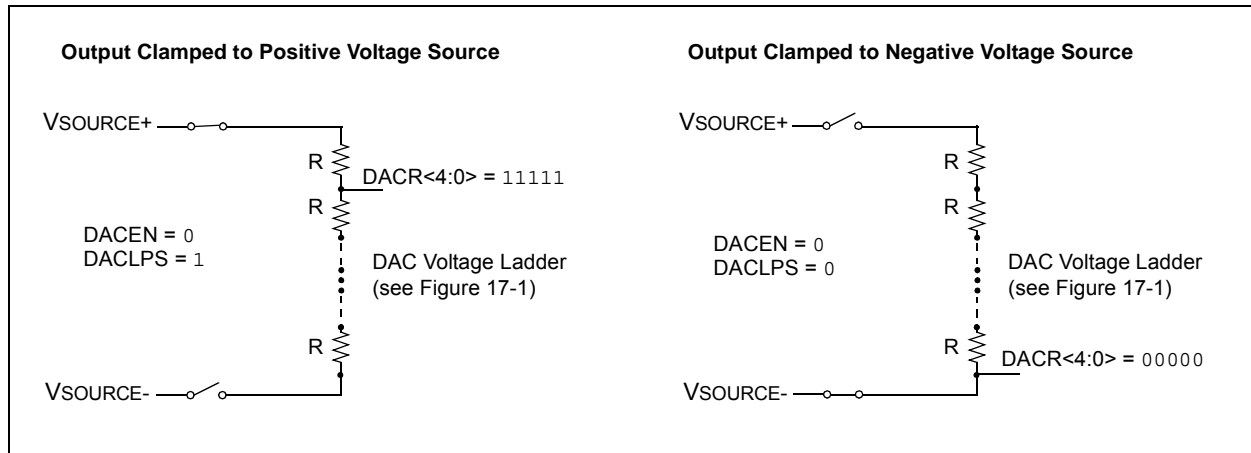 Output Clamped to Positive Voltage Source
VSOURCE+
R
DACR<4:0> = 11111
R
DACEN = 0
DACLPS = 1
DAC Voltage Ladder
(see Figure 17-1)
R
VSOURCE-
Output Clamped to Negative Voltage Source
VSOURCE+
R
R
DACEN = 0
DACLPS = 0
DAC Voltage Ladder
(see Figure 17-1)
R
DACR<4:0> = 00000
VSOURCE-